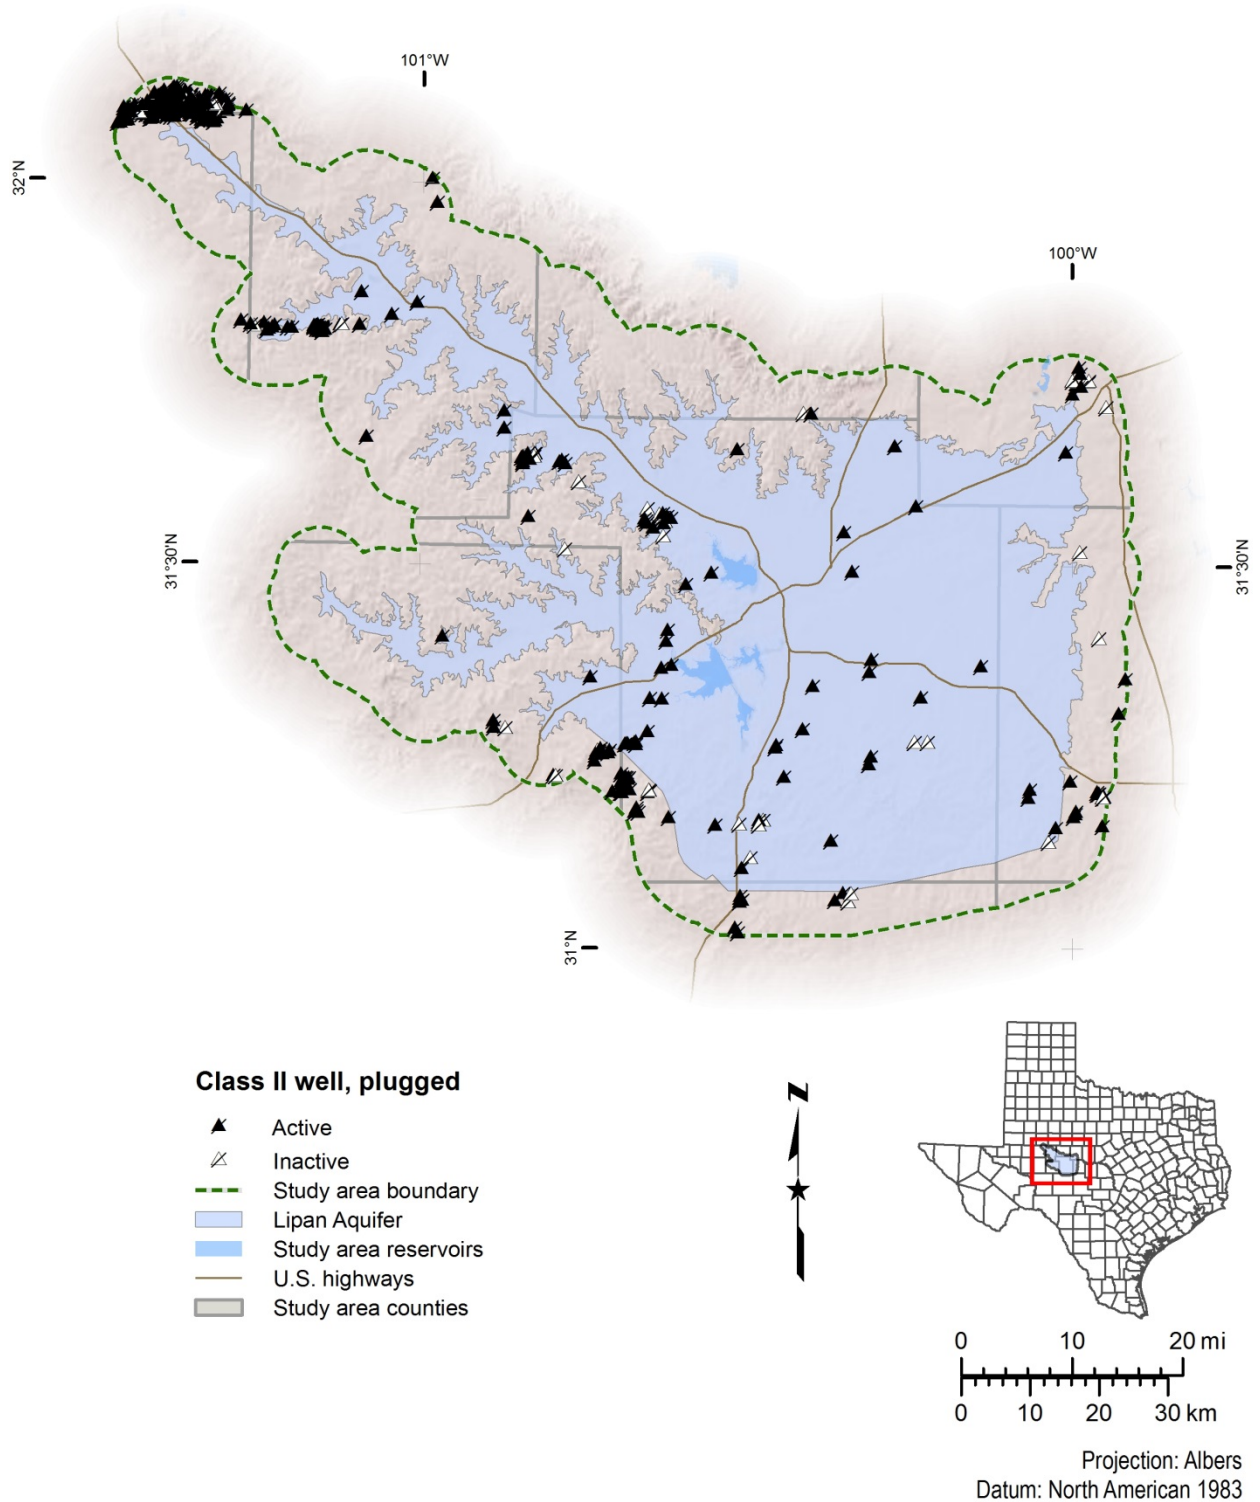 101°W
32°N
100°W
31°30'N
31°30'N
31°N
Class II well, plugged
Active
Inactive
Study area boundary
Lipan Aquifer
Study area reservoirs
U.S. highways
Study area counties
N
0 10 20 mi
0 10 20 30 km
Projection: Albers
Datum: North American 1983